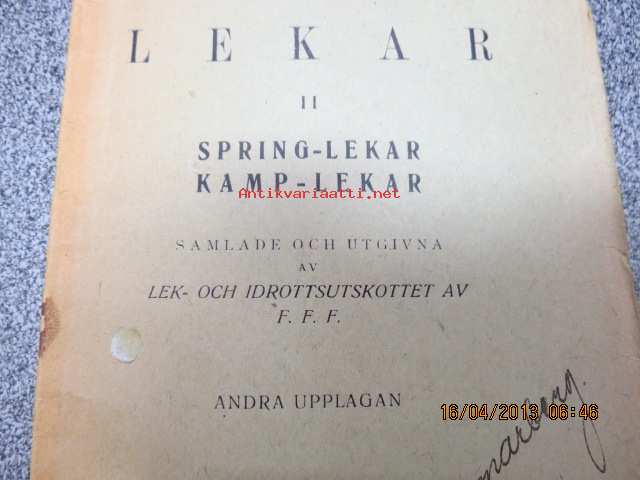 LEKAR
II
SPRING-LEKAR
KAMP-LEKAR
Antikvariaatti.net
SAMLADE OCH UTGIVNA
AV
LEK- OCH IDROTTSUTSKOTTET AV
F. F. F.
ANDRA UPPLAGAN
16/04/2013 06:46